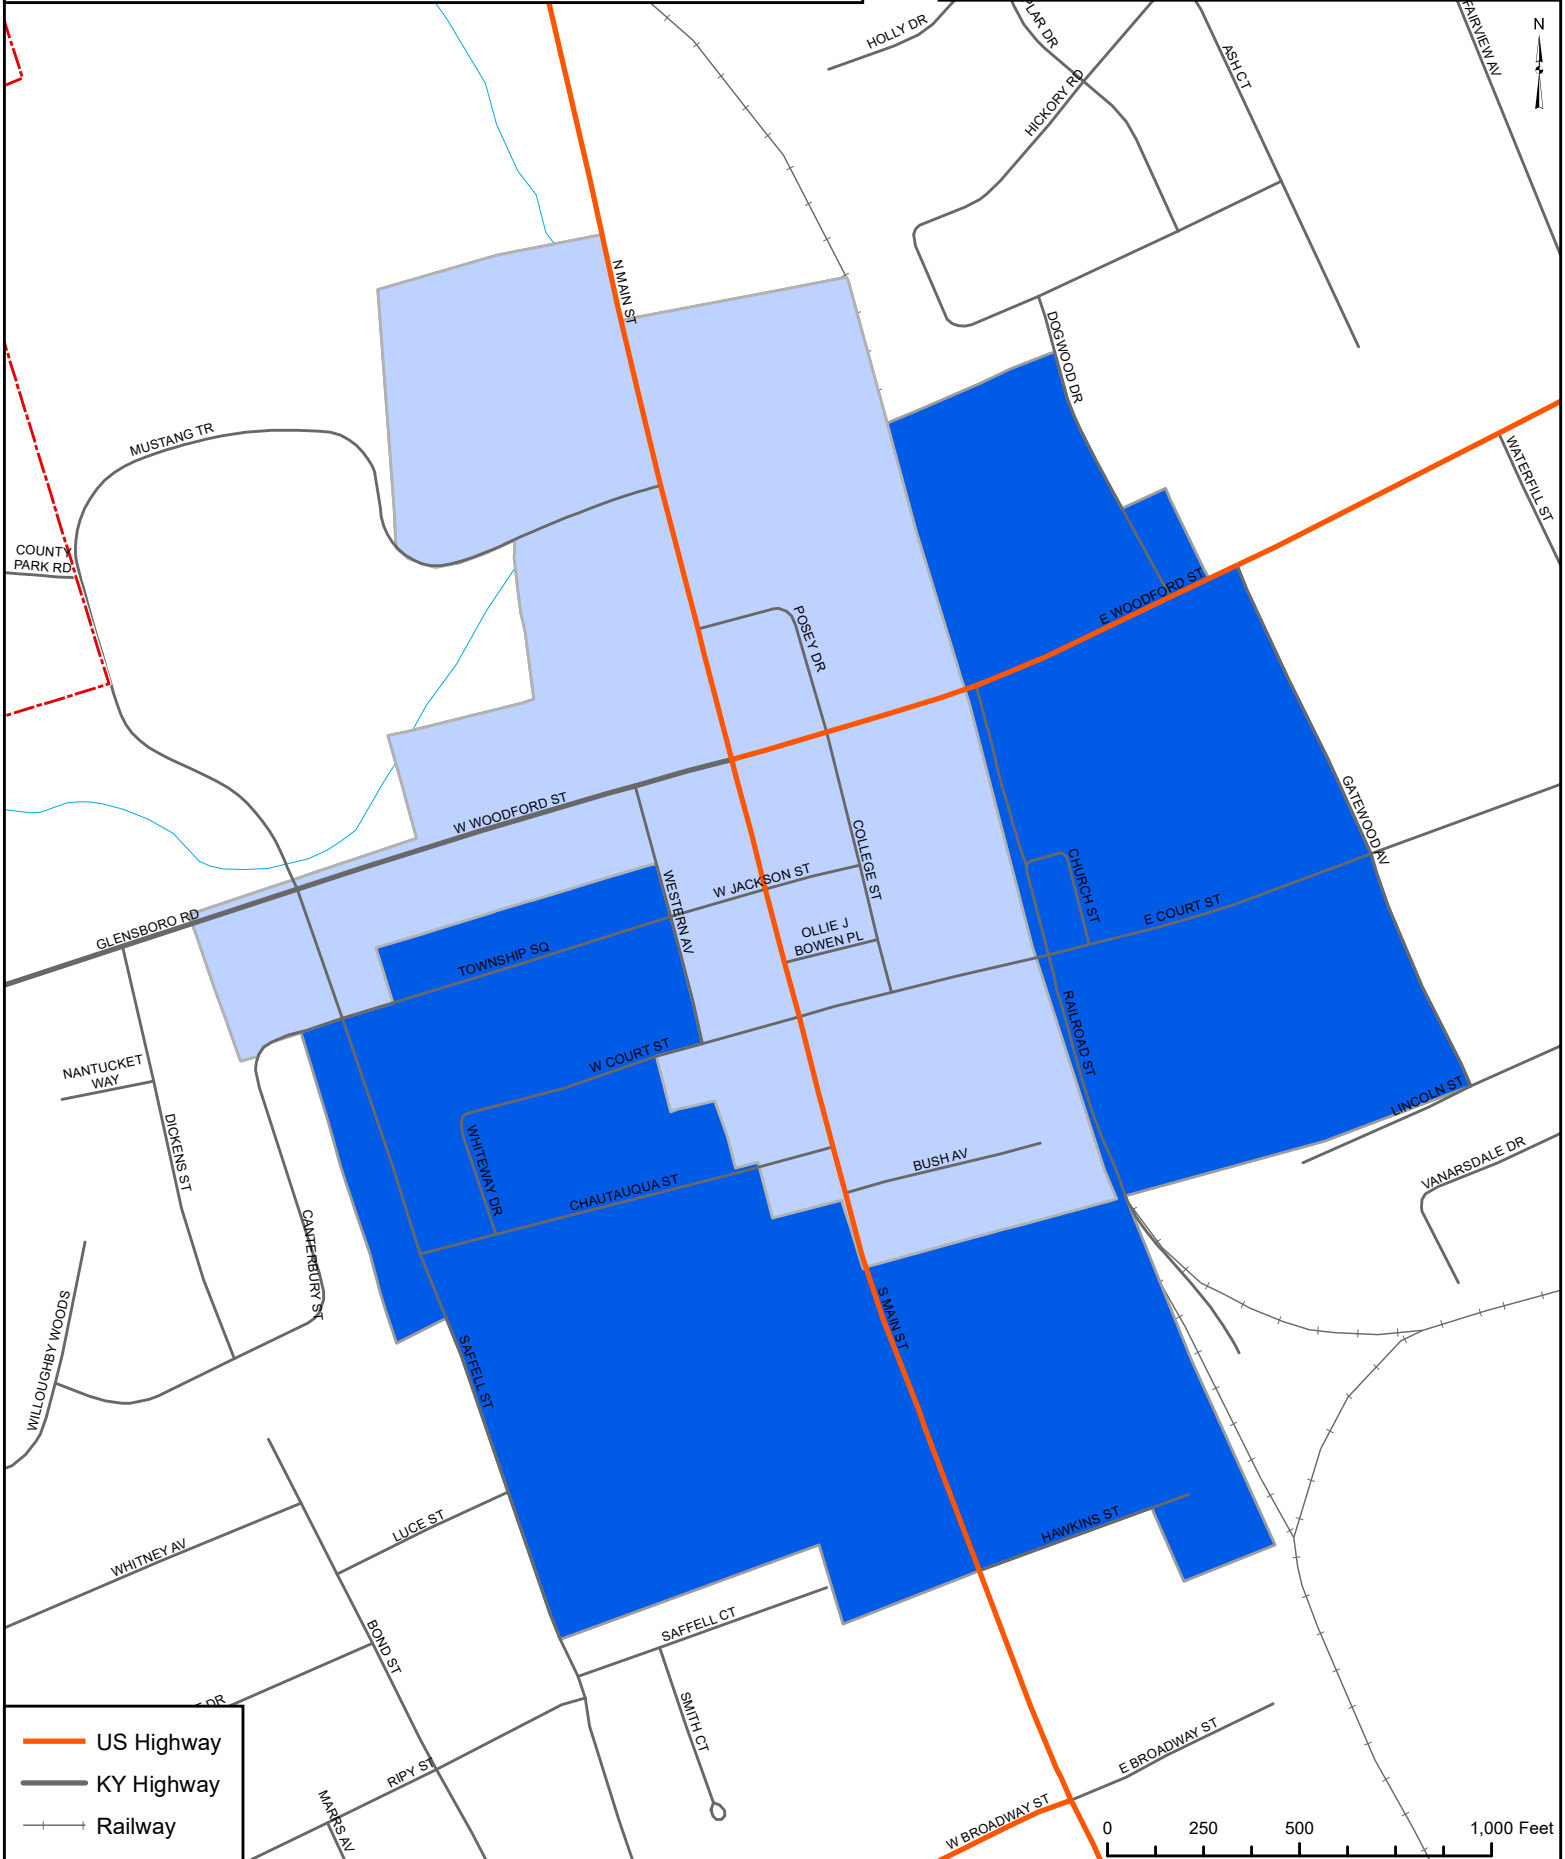 HOLLY DR
PLAR DR
HICKORY RD
ASH CT
FAIRVIEW AV
N
N MAIN ST
DOGWOOD DR
MUSTANG TR
WATERFILL ST
COUNTY
PARK RD
E WOODFORD ST
POSEY DR
W WOODFORD ST
GATEWOOD AV
COLLEGE ST
CHURCH ST
W JACKSON ST
WESTERN AV
GLENSBORO RD
E COURT ST
OLLIE J
BOWEN PL
TOWNSHIP SQ
RAILROAD ST
W COURT ST
NANTUCKET
WAY
LINCOLN ST
DICKENS ST
WHITEWAY DR
BUSH AV
VANARSDALE DR
CHAUTAUQUA ST
CANTERBURY ST
S MAIN ST
WILLOUGHBY WOODS
SAFFELL ST
HAWKINS ST
LUCE ST
WHITNEY AV
SAFFELL CT
BOND ST
DR
SMITH CT
E BROADWAY ST
RIPY ST
MARRS AV
W BROADWAY ST
US Highway
KY Highway
Railway
0 250 500 1,000 Feet